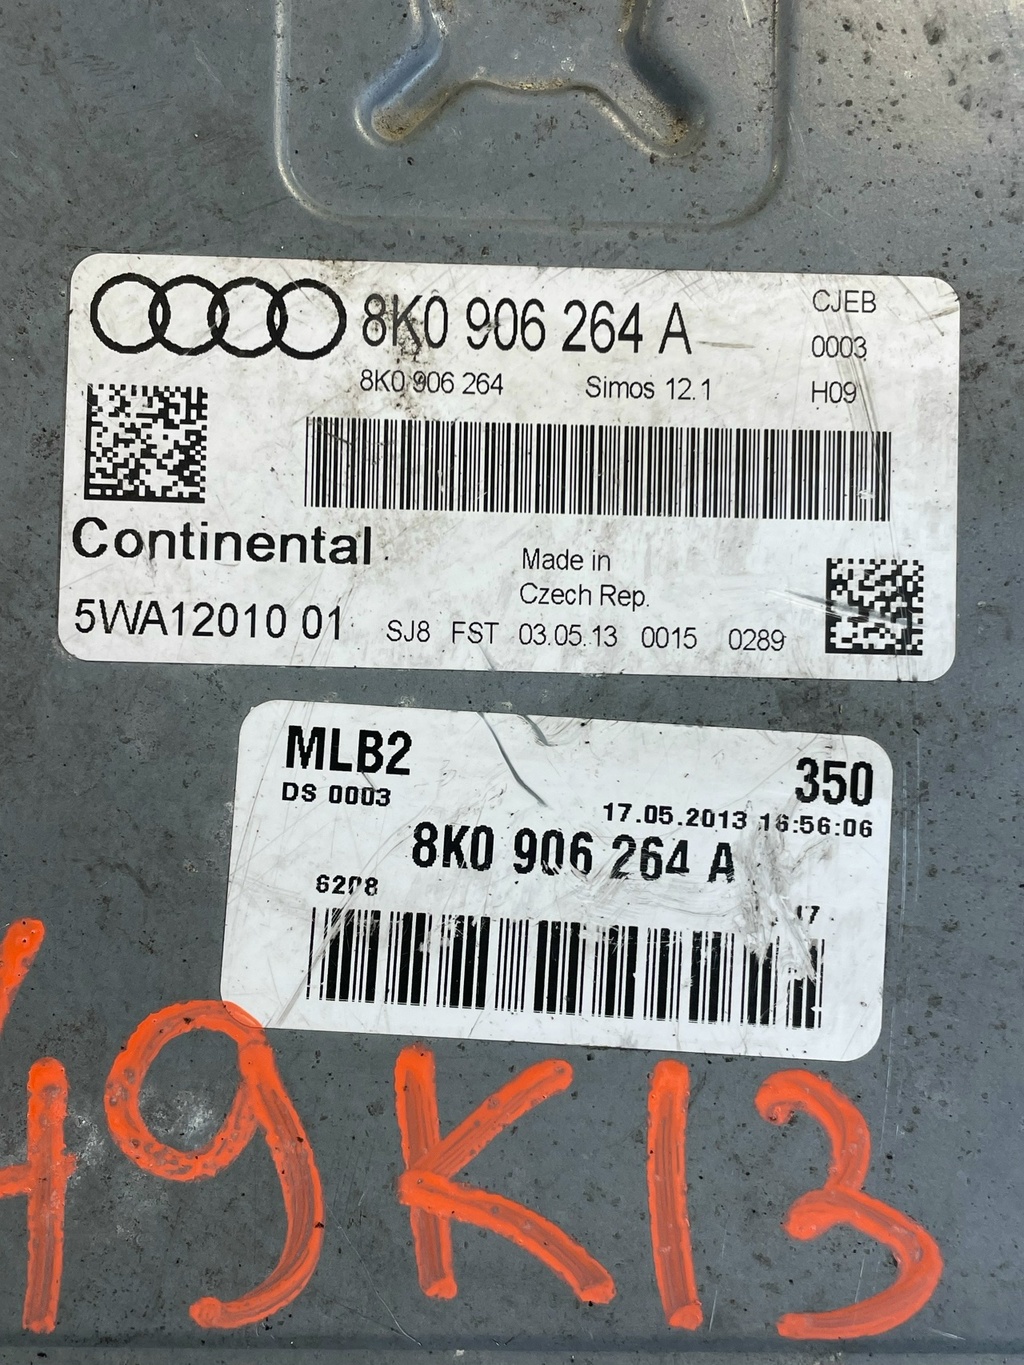 8K0 906 264 A
CJEB
0003
8K0 906 264 Simos 12.1
H09
Continental
Made in
Czech Rep.
5WA12010 01
SJ8 FST 03.05.13 0015 0289
MLB2
350
DS 0003
17.05.2013 16:56:06
8K0 906 264 A
6208
17
49K13